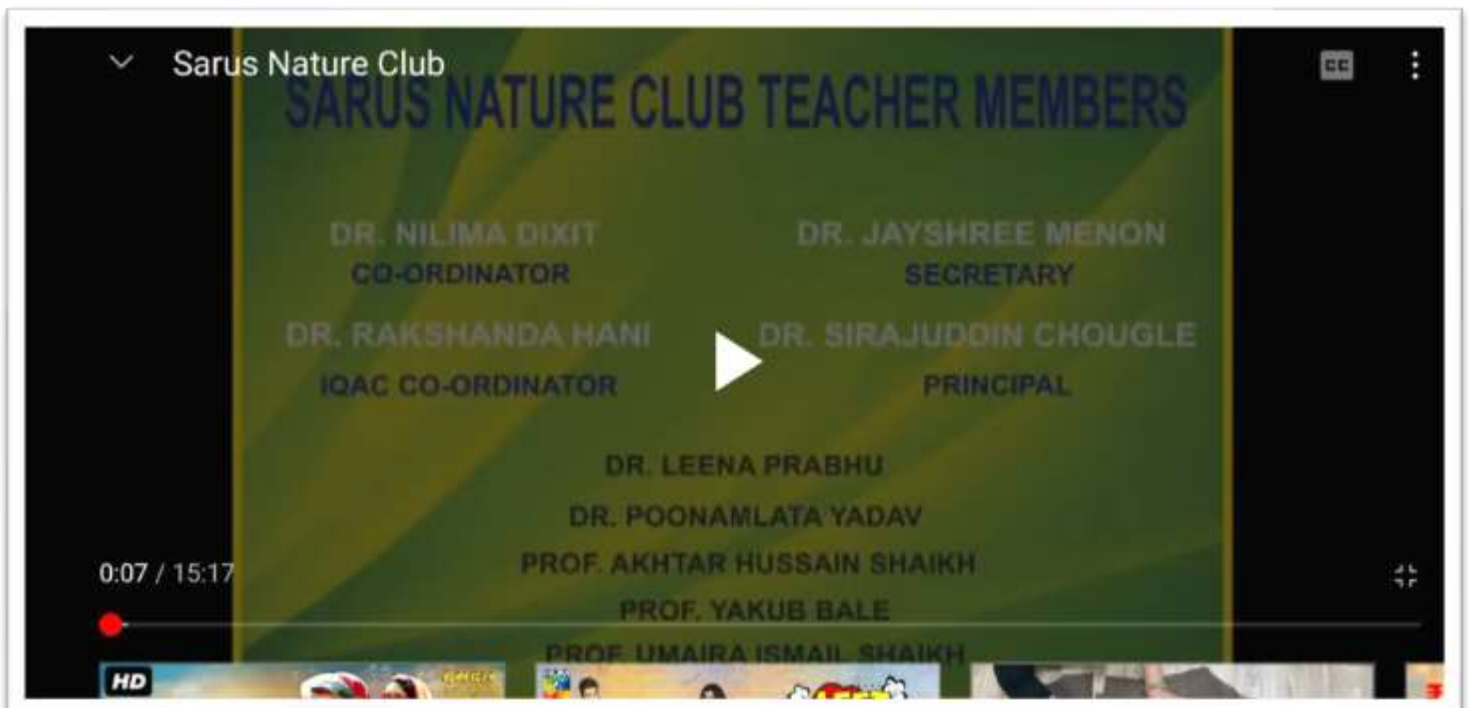 Sarus Nature Club
CC
SARUS NATURE CLUB TEACHER MEMBERS
DR. NILIMA DIXIT DR. JAYSHREE MENON
CO-ORDINATOR SECRETARY
DR. RAKSHANDA HANI DR. SIRAJUDDIN CHOUGLE
IQAC CO-ORDINATOR PRINCIPAL
DR. LEENA PRABHU
DR. POONAMLATA YADAV
PROF. AKHTAR HUSSAIN SHAIKH
0:07 / 15:17
PROF. YAKUB BALE
PROF. UMAIRA ISMAIL SHAIKH
HD